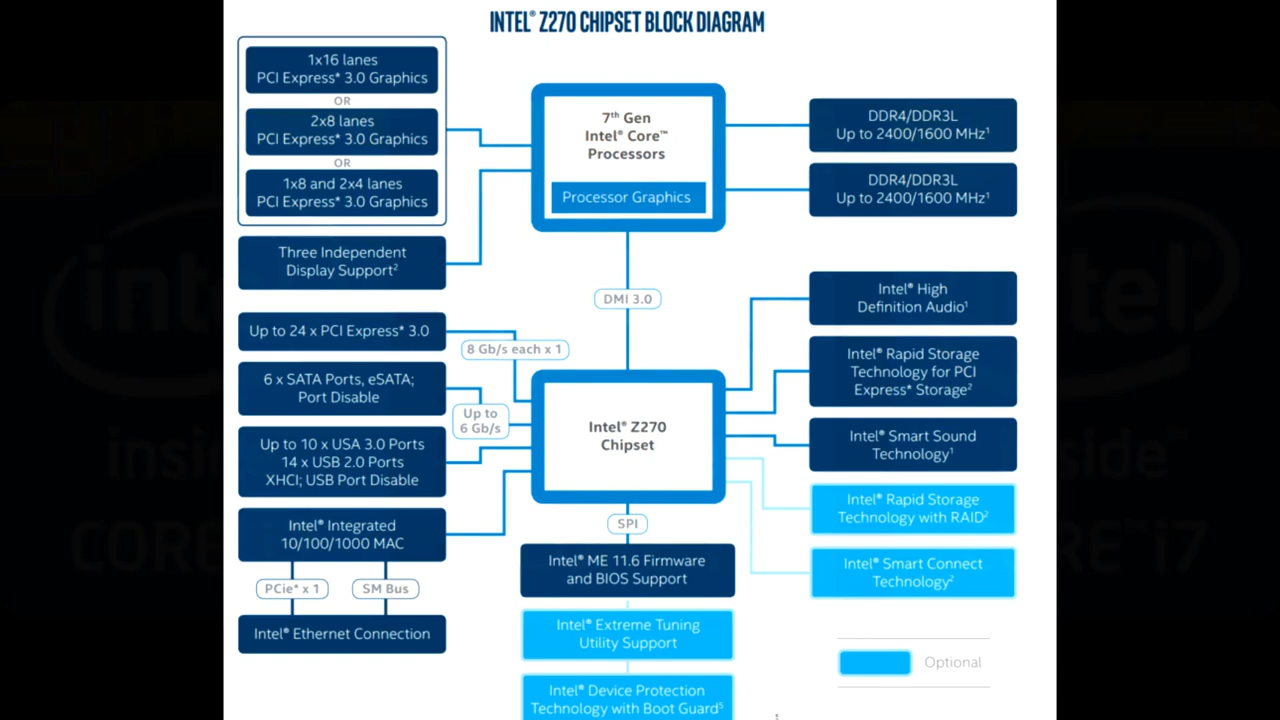 INTEL® Z270 CHIPSET BLOCK DIAGRAM
1x16 lanes
PCI Express* 3.0 Graphics
OR
2x8 lanes
PCI Express* 3.0 Graphics
OR
1x8 and 2x4 lanes
PCI Express* 3.0 Graphics
Three Independent
Display Support²
7th Gen
Intel® Core™
Processors
Processor Graphics
DDR4/DDR3L
Up to 2400/1600 MHz¹
DDR4/DDR3L
Up to 2400/1600 MHz¹
DMI 3.0
Up to 24 x PCI Express* 3.0
8 Gb/s each x 1
6 x SATA Ports, eSATA;
Port Disable
Up to
6 Gb/s
Up to 10 x USA 3.0 Ports
14 x USB 2.0 Ports
XHCI; USB Port Disable
Intel® Integrated
10/100/1000 MAC
PCIe* x 1
SM Bus
Intel® Ethernet Connection
Intel® Z270
Chipset
SPI
Intel® ME 11.6 Firmware
and BIOS Support
Intel® Extreme Tuning
Utility Support
Intel® Device Protection
Technology with Boot Guard⁵
Intel® High
Definition Audio¹
Intel® Rapid Storage
Technology for PCI
Express* Storage²
Intel® Smart Sound
Technology¹
Intel® Rapid Storage
Technology with RAID²
Intel® Smart Connect
Technology²
Optional
inte
insi
CORE
ntel®
side
RE™ i7